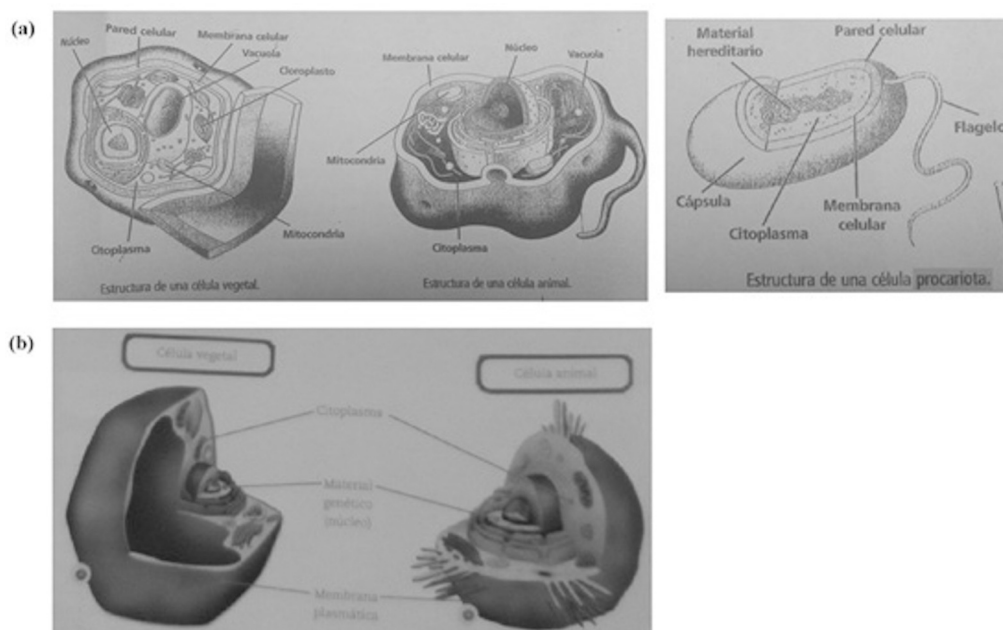 (a)
Pared celular
Núcleo
Membrana celular
Vacuola
Cloroplasto
Mitocondria
Citoplasma
Estructura de una célula vegetal.
Núcleo
Membrana celular
Vacuola
Mitocondria
Citoplasma
Estructura de una célula animal.
Material
hereditario
Pared celular
Flagelo
Cápsula
Citoplasma
Membrana
celular
Estructura de una célula procariota.
(b)
Célula vegetal
Célula animal
Citoplasma
Material
genético
(núcleo)
Membrana
plasmática